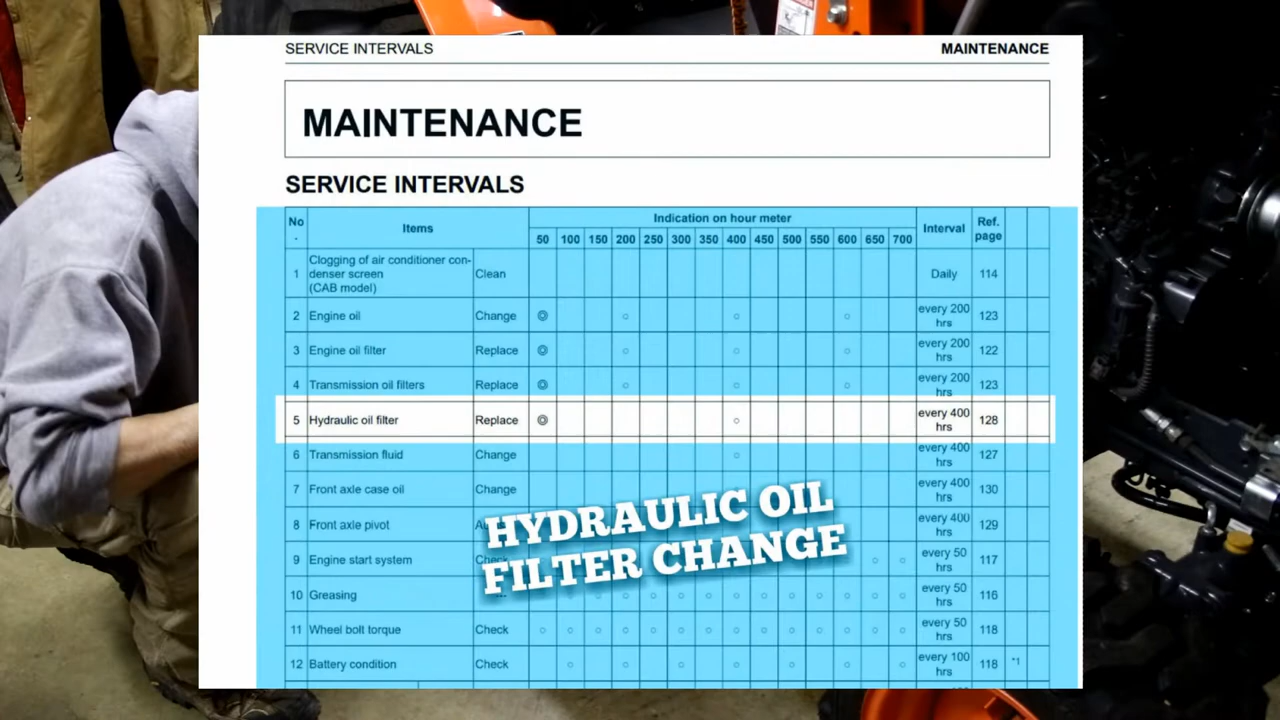 SERVICE INTERVALS MAINTENANCE
MAINTENANCE
SERVICE INTERVALS
No. Items Indication on hour meter Interval Ref. page
50 100 150 200 250 300 350 400 450 500 550 600 650 700
1 Clogging of air conditioner con-
denser screen
(CAB model) Clean Daily 114
2 Engine oil Change ◎ ○ ○ ○ every 200 hrs 123
3 Engine oil filter Replace ◎ ○ ○ ○ every 200 hrs 122
4 Transmission oil filters Replace ◎ ○ ○ ○ every 200 hrs 123
5 Hydraulic oil filter Replace ◎ ○ every 400 hrs 128
6 Transmission fluid Change ○ every 400 hrs 127
7 Front axle case oil Change every 400 hrs 130
8 Front axle pivot every 400 hrs 129
9 Engine start system Check ○ ○ every 50 hrs 117
10 Greasing -- ○ ○ ○ ○ ○ ○ ○ ○ ○ ○ ○ ○ ○ every 50 hrs 116
11 Wheel bolt torque Check ○ ○ ○ ○ ○ ○ ○ ○ ○ ○ ○ ○ ○ ○ every 50 hrs 118
12 Battery condition Check ○ ○ ○ ○ ○ ○ ○ every 100 hrs 118 *1
HYDRAULIC OIL
FILTER CHANGE